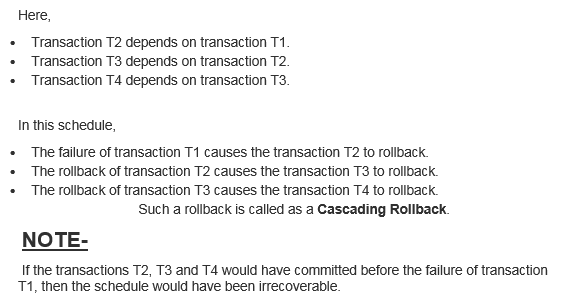 Here,
• Transaction T2 depends on transaction T1.
• Transaction T3 depends on transaction T2.
• Transaction T4 depends on transaction T3.
In this schedule,
• The failure of transaction T1 causes the transaction T2 to rollback.
• The rollback of transaction T2 causes the transaction T3 to rollback.
• The rollback of transaction T3 causes the transaction T4 to rollback.
Such a rollback is called as a Cascading Rollback.
NOTE-
If the transactions T2, T3 and T4 would have committed before the failure of transaction
T1, then the schedule would have been irrecoverable.